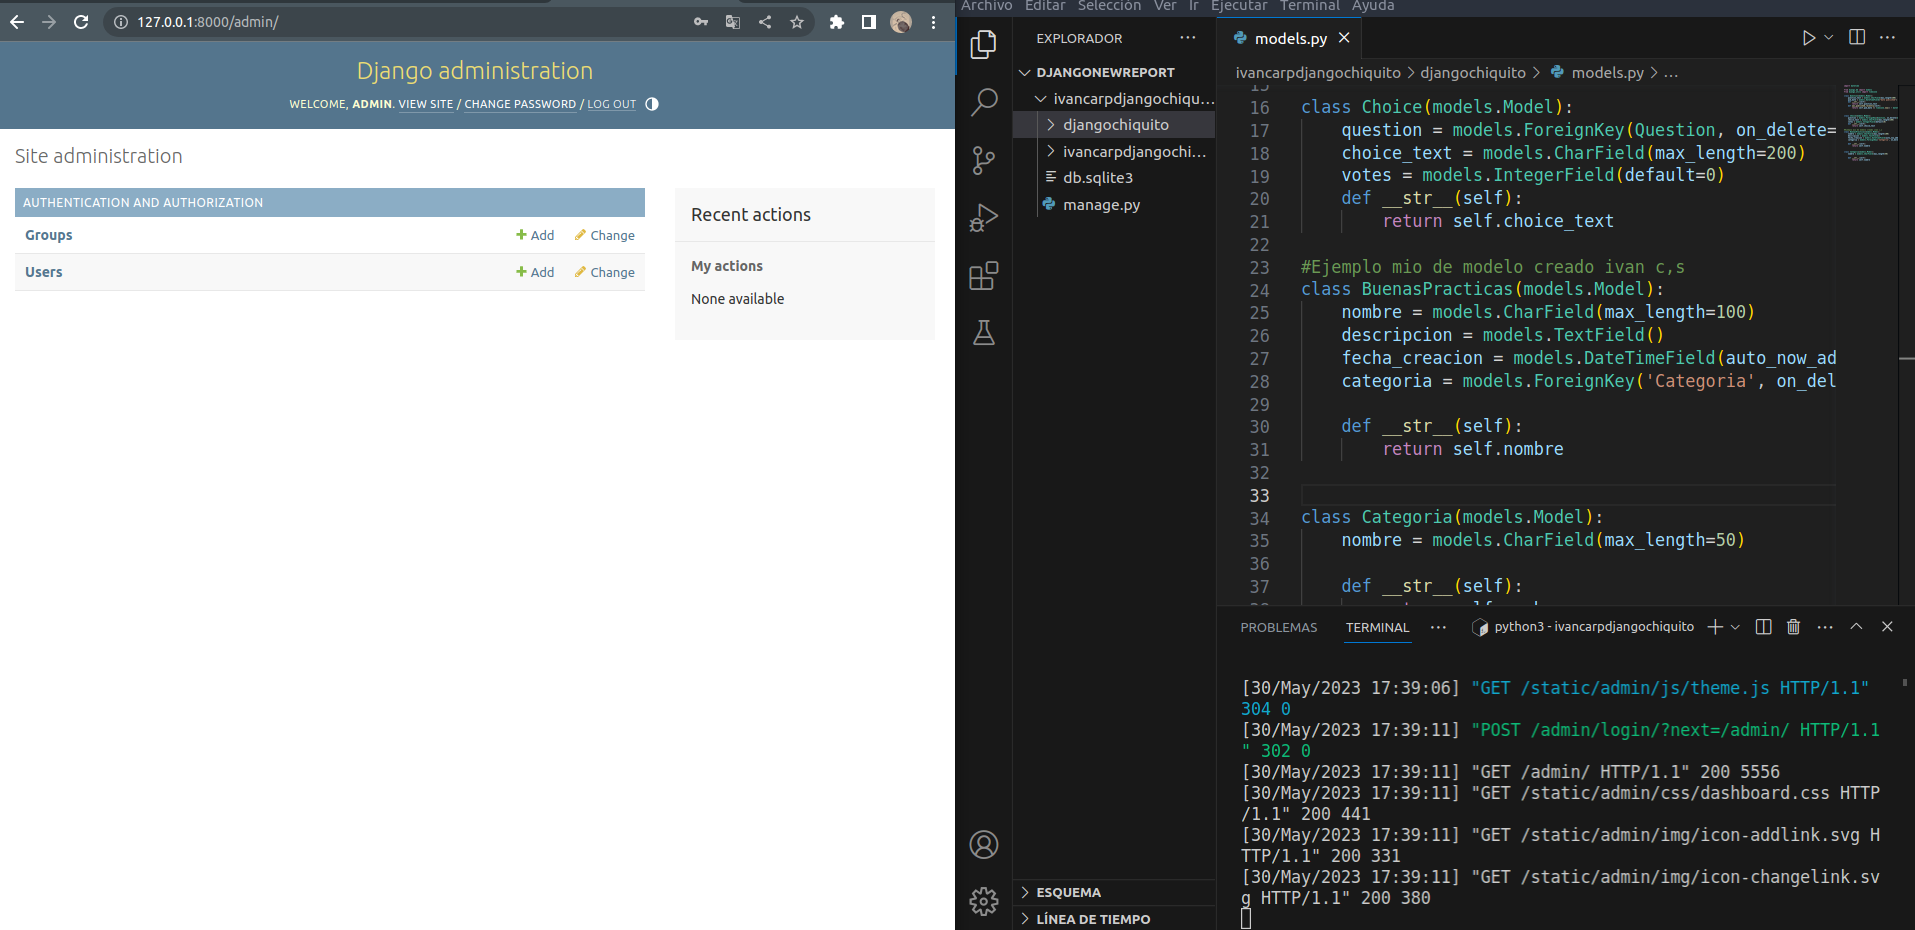 127.0.0.1:8000/admin/
Django administration
WELCOME, ADMIN. VIEW SITE / CHANGE PASSWORD / LOG OUT
Site administration
AUTHENTICATION AND AUTHORIZATION
Groups Add Change
Users Add Change
Recent actions
My actions
None available
Archivo Editar Selección Ver Ir Ejecutar Terminal Ayuda
EXPLORADOR ···
DJANGONEWREPORT
ivancarpdjangochiqu...
djangochiquito
ivancarpdjangochi...
db.sqlite3
manage.py
ESQUEMA
LÍNEA DE TIEMPO
models.py
ivancarpdjangochiquito > djangochiquito > models.py > ...
15
16 class Choice(models.Model):
17 question = models.ForeignKey(Question, on_delete=
18 choice_text = models.CharField(max_length=200)
19 votes = models.IntegerField(default=0)
20 def __str__(self):
21 return self.choice_text
22
23 #Ejemplo mio de modelo creado ivan c,s
24 class BuenasPracticas(models.Model):
25 nombre = models.CharField(max_length=100)
26 descripcion = models.TextField()
27 fecha_creacion = models.DateTimeField(auto_now_ad
28 categoria = models.ForeignKey('Categoria', on_del
29
30 def __str__(self):
31 return self.nombre
32
33
34 class Categoria(models.Model):
35 nombre = models.CharField(max_length=50)
36
37 def __str__(self):
PROBLEMAS TERMINAL ··· python3 - ivancarpdjangochiquito
[30/May/2023 17:39:06] "GET /static/admin/js/theme.js HTTP/1.1"
304 0
[30/May/2023 17:39:11] "POST /admin/login/?next=/admin/ HTTP/1.1
" 302 0
[30/May/2023 17:39:11] "GET /admin/ HTTP/1.1" 200 5556
[30/May/2023 17:39:11] "GET /static/admin/css/dashboard.css HTTP
/1.1" 200 441
[30/May/2023 17:39:11] "GET /static/admin/img/icon-addlink.svg H
TTP/1.1" 200 331
[30/May/2023 17:39:11] "GET /static/admin/img/icon-changelink.sv
g HTTP/1.1" 200 380